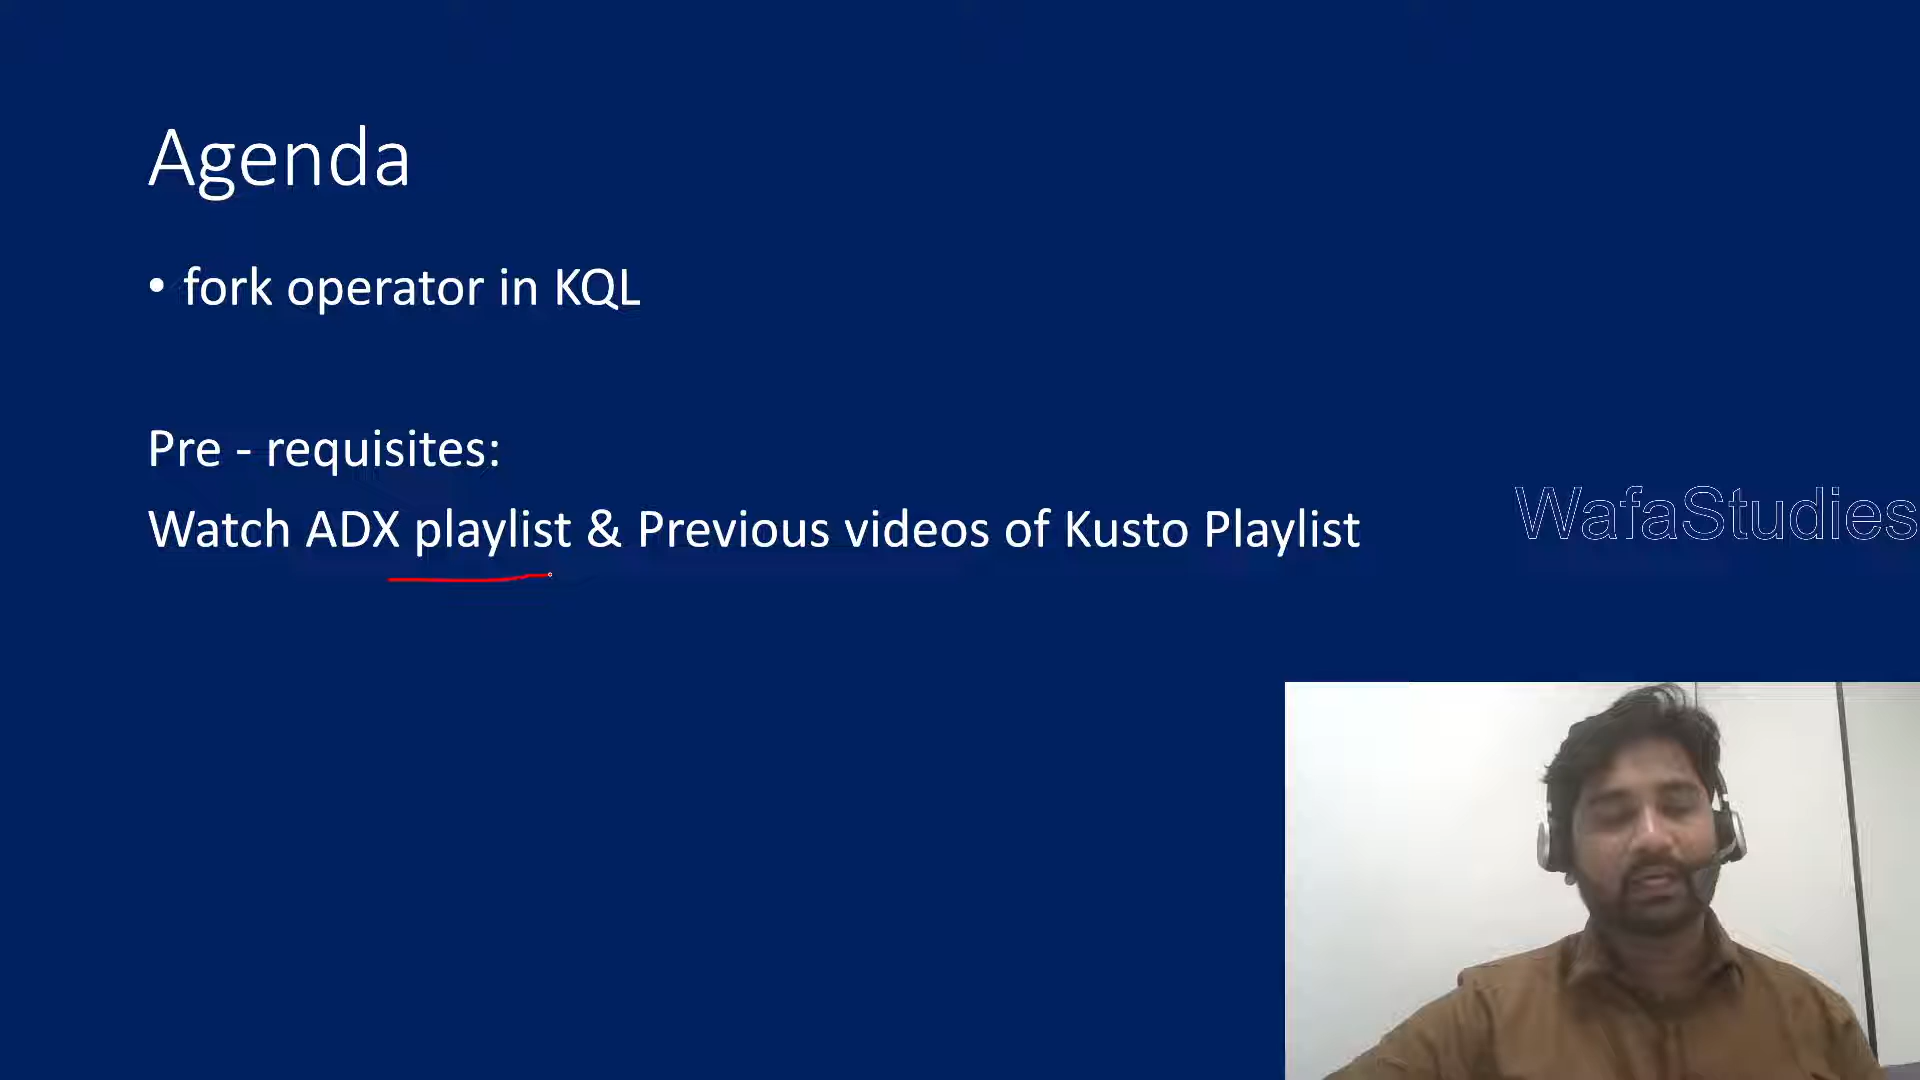 Agenda
• fork operator in KQL
Pre - requisites:
Watch ADX playlist & Previous videos of Kusto Playlist
WafaStudies